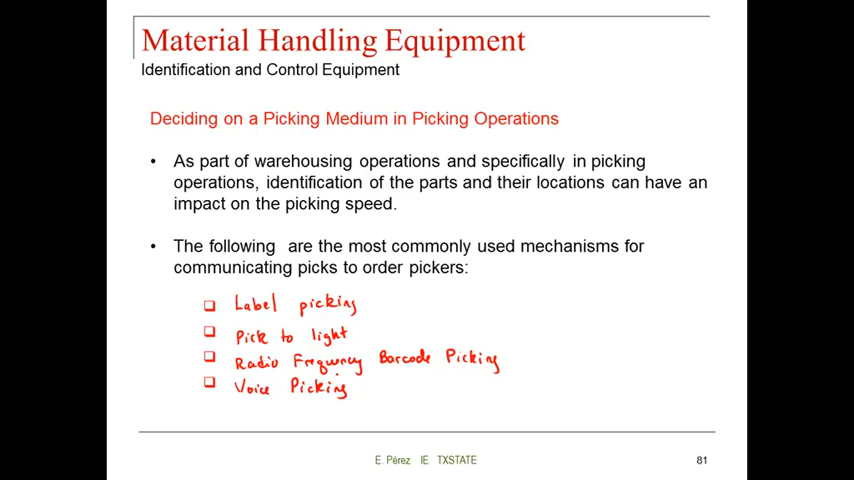 Material Handling Equipment
Identification and Control Equipment
Deciding on a Picking Medium in Picking Operations
• As part of warehousing operations and specifically in picking
operations, identification of the parts and their locations can have an
impact on the picking speed.
• The following are the most commonly used mechanisms for
communicating picks to order pickers:
❑ Label picking
❑ Pick to light
❑ Radio Frequency Barcode Picking
❑ Voice Picking
E. Pérez IE TXSTATE
81